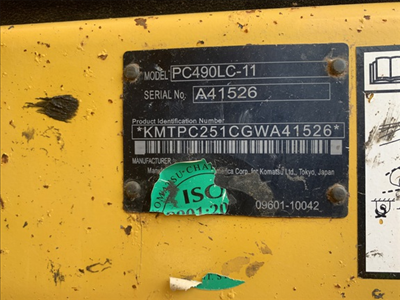 MODEL PC490LC-11
SERIAL No. A41526
Product Identification Number
*KMTPC251CGWA41526*
MANUFACTURER
America Corp. for Komatsu Ltd., Tokyo, Japan
ISO
09601-10042